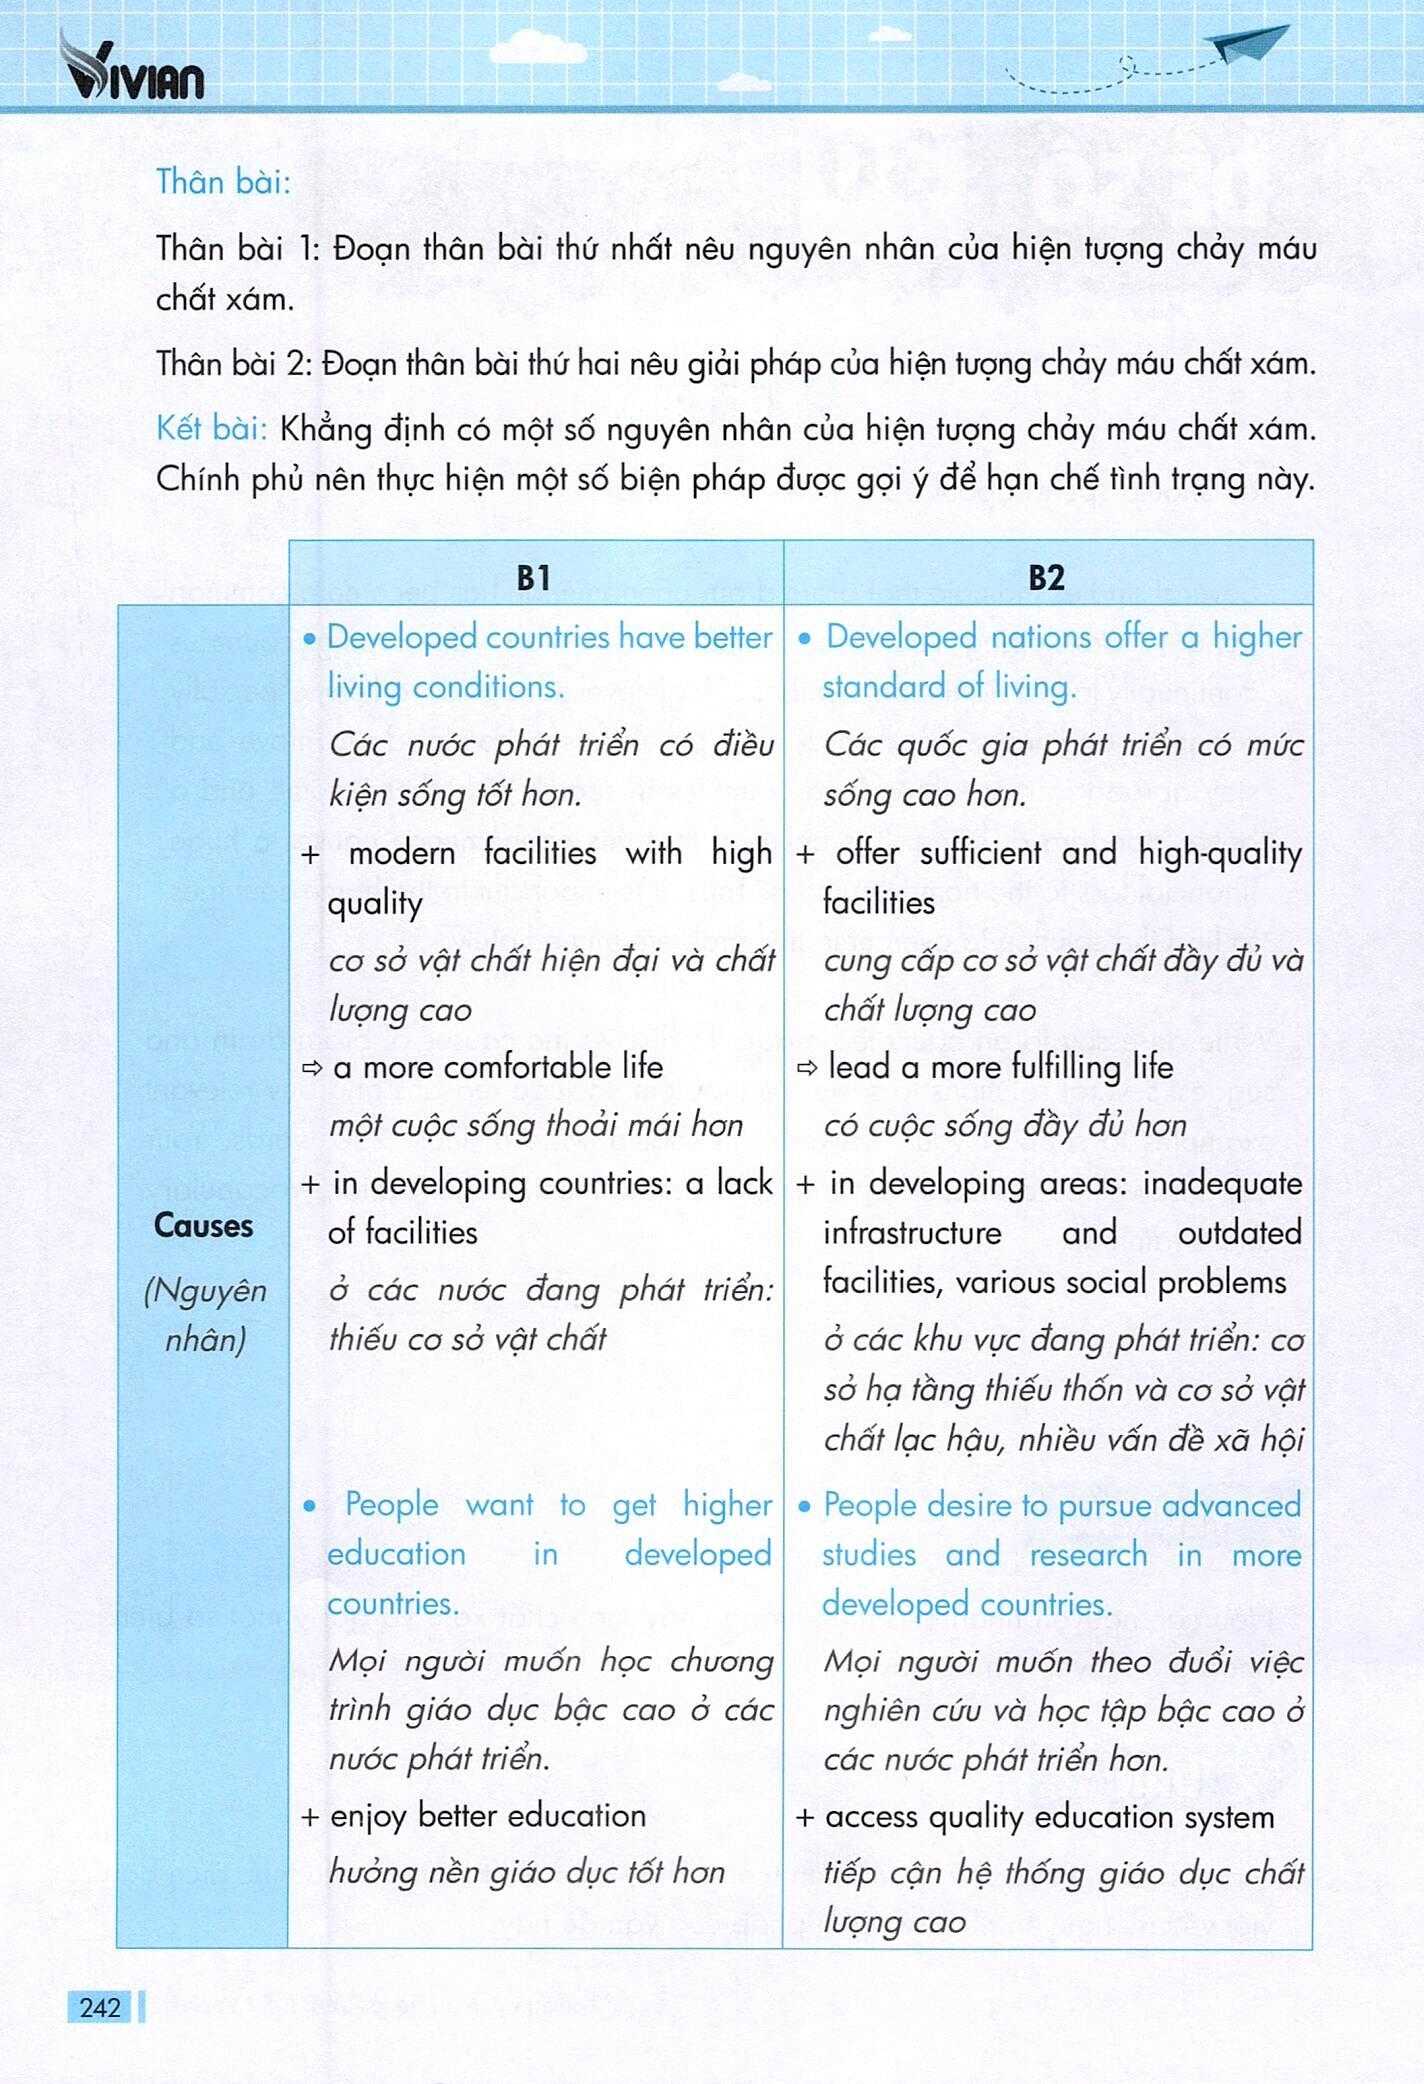 VIVIAN
Thân bài:
Thân bài 1: Đoạn thân bài thứ nhất nêu nguyên nhân của hiện tượng chảy máu
chất xám.
Thân bài 2: Đoạn thân bài thứ hai nêu giải pháp của hiện tượng chảy máu chất xám.
Kết bài: Khẳng định có một số nguyên nhân của hiện tượng chảy máu chất xám.
Chính phủ nên thực hiện một số biện pháp được gợi ý để hạn chế tình trạng này.
B1
B2
Causes
(Nguyên
nhân)
• Developed countries have better
living conditions.
Các nước phát triển có điều
kiện sống tốt hơn.
+ modern facilities with high
quality
cơ sở vật chất hiện đại và chất
lượng cao
⇨ a more comfortable life
một cuộc sống thoải mái hơn
+ in developing countries: a lack
of facilities
ở các nước đang phát triển:
thiếu cơ sở vật chất
• People want to get higher
education in developed
countries.
Mọi người muốn học chương
trình giáo dục bậc cao ở các
nước phát triển.
+ enjoy better education
hưởng nền giáo dục tốt hơn
• Developed nations offer a higher
standard of living.
Các quốc gia phát triển có mức
sống cao hơn.
+ offer sufficient and high-quality
facilities
cung cấp cơ sở vật chất đầy đủ và
chất lượng cao
⇨ lead a more fulfilling life
có cuộc sống đầy đủ hơn
+ in developing areas: inadequate
infrastructure and outdated
facilities, various social problems
ở các khu vực đang phát triển: cơ
sở hạ tầng thiếu thốn và cơ sở vật
chất lạc hậu, nhiều vấn đề xã hội
• People desire to pursue advanced
studies and research in more
developed countries.
Mọi người muốn theo đuổi việc
nghiên cứu và học tập bậc cao ở
các nước phát triển hơn.
+ access quality education system
tiếp cận hệ thống giáo dục chất
lượng cao
242